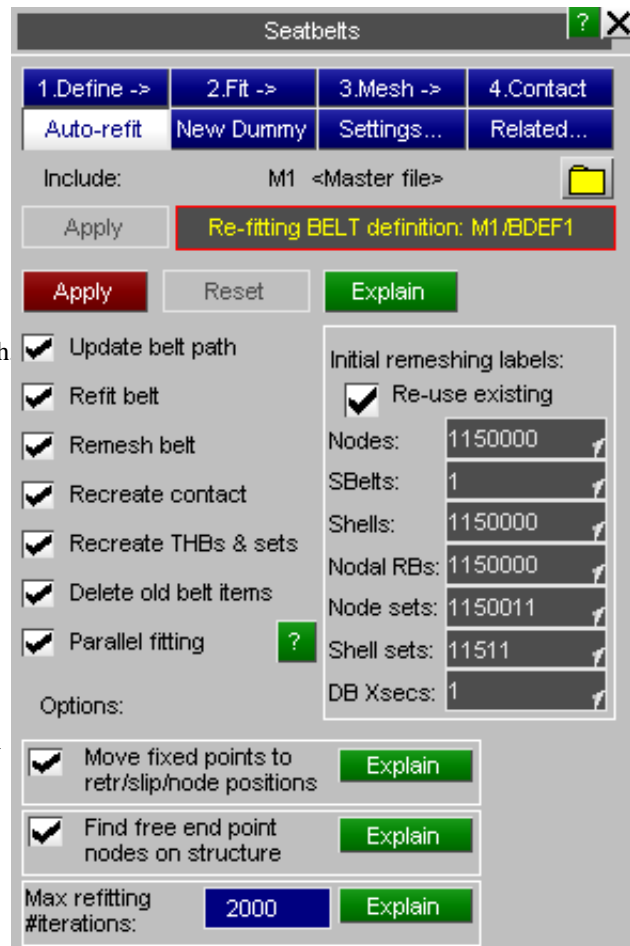 Seatbelts ? X
1.Define -> 2.Fit -> 3.Mesh -> 4.Contact
Auto-refit New Dummy Settings... Related...
Include: M1 <Master file>
Apply Re-fitting BELT definition: M1/BDEF1
Apply Reset Explain
h
Update belt path
Refit belt
Remesh belt
Recreate contact
Recreate THBs & sets
Delete old belt items
Parallel fitting ?
Initial remeshing labels:
Re-use existing
Nodes: 1150000
SBelts: 1
Shells: 1150000
Nodal RBs: 1150000
Node sets: 1150011
Shell sets: 11511
DB Xsecs: 1
Options:
Move fixed points to
retr/slip/node positions
Explain
Find free end point
nodes on structure
Explain
Max refitting
#iterations:
2000 Explain